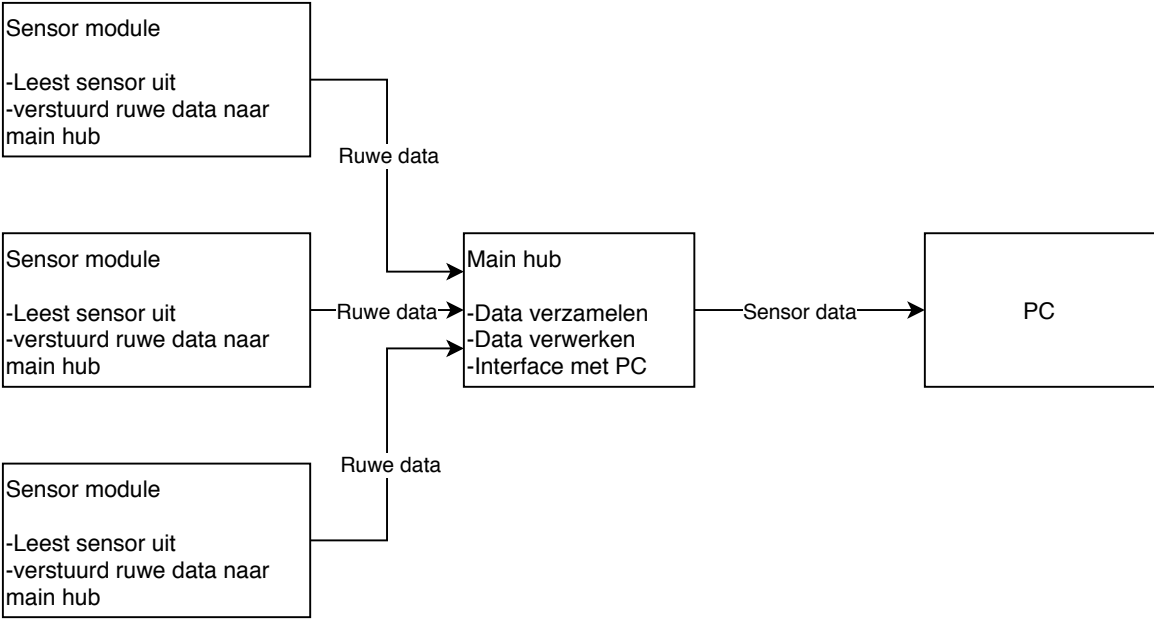 Sensor module
-Leest sensor uit
-verstuurd ruwe data naar
main hub
Ruwe data
Sensor module
-Leest sensor uit
-verstuurd ruwe data naar
main hub
Ruwe data
Main hub
-Data verzamelen
-Data verwerken
-Interface met PC
Sensor data
PC
Ruwe data
Sensor module
-Leest sensor uit
-verstuurd ruwe data naar
main hub